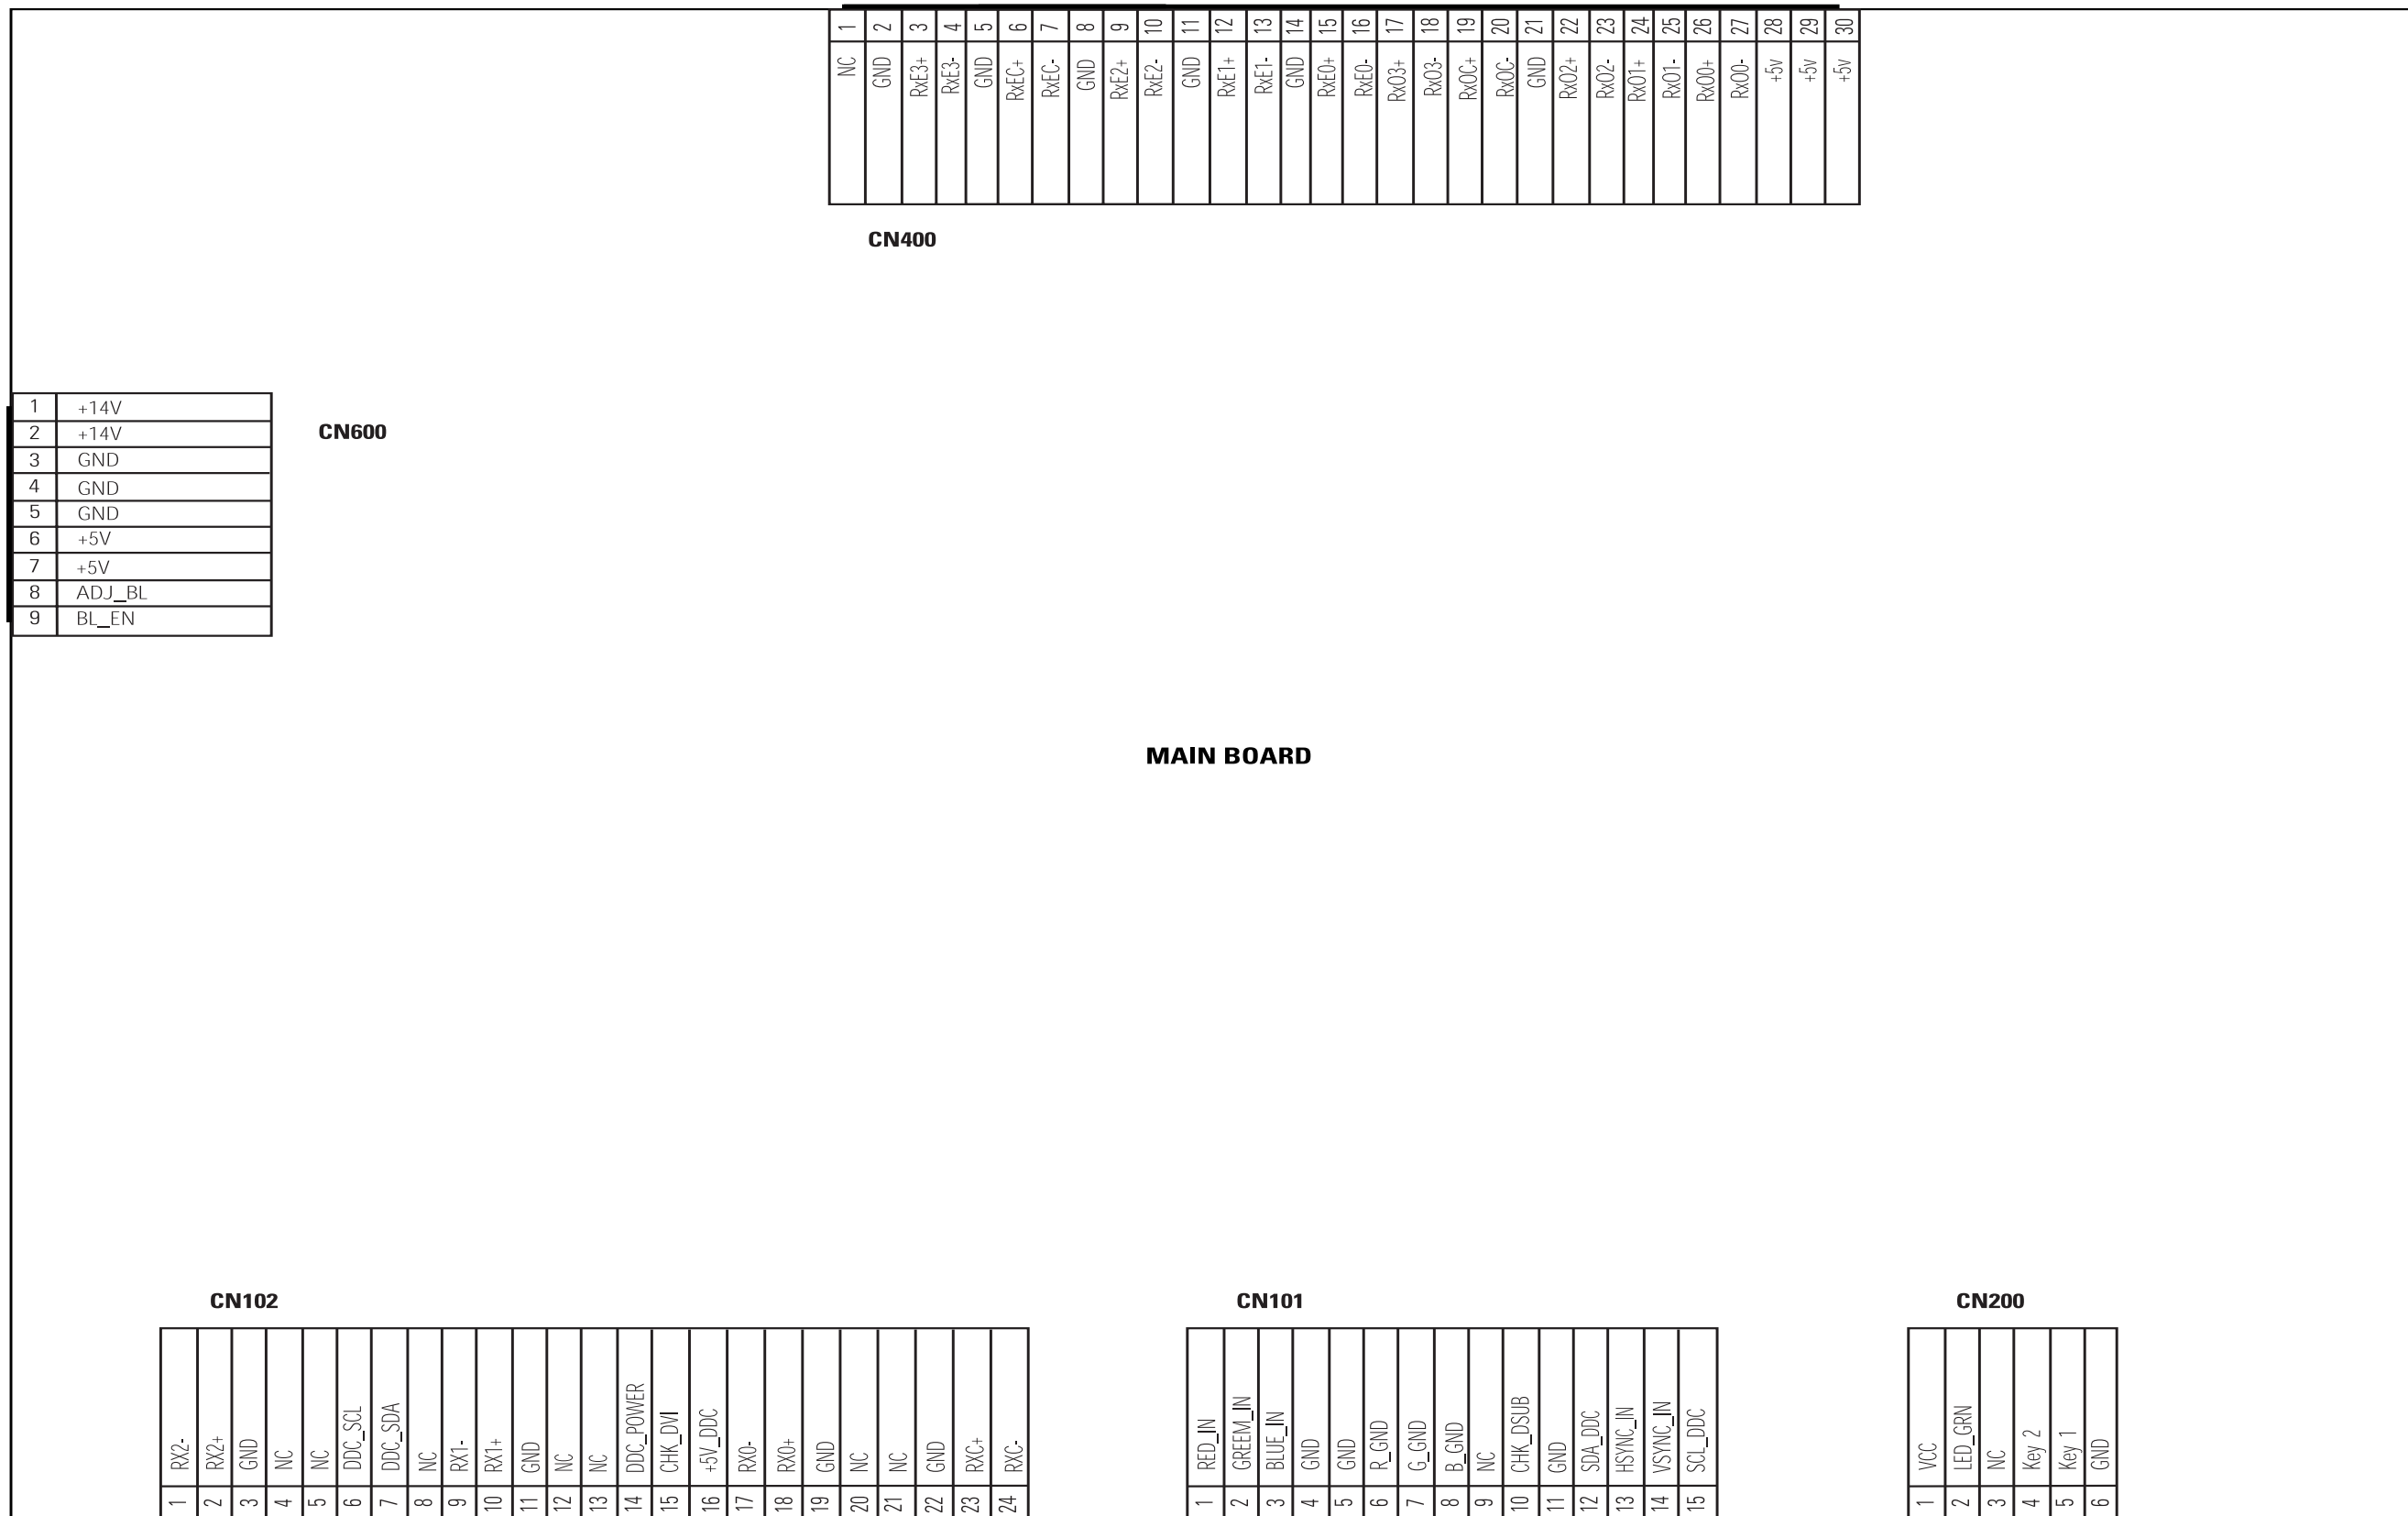 1 NC
2 GND
3 RxE3+
4 RxE3-
5 GND
6 RxEC+
7 RxEC-
8 GND
9 RxE2+
10 RxE2-
11 GND
12 RxE1+
13 RxE1-
14 GND
15 RxE0+
16 RxE0-
17 RxO3+
18 RxO3-
19 RxOC+
20 RxOC-
21 GND
22 RxO2+
23 RxO2-
24 RxO1+
25 RxO1-
26 RxO0+
27 RxO0-
28 +5v
29 +5v
30 +5v
CN400
1 +14V
2 +14V
3 GND
4 GND
5 GND
6 +5V
7 +5V
8 ADJ_BL
9 BL_EN
CN600
MAIN BOARD
CN102
1 RX2-
2 RX2+
3 GND
4 NC
5 NC
6 DDC_SCL
7 DDC_SDA
8 NC
9 RX1-
10 RX1+
11 GND
12 NC
13 NC
14 DDC_POWER
15 CHK_DVI
16 +5V_DDC
17 RX0-
18 RX0+
19 GND
20 NC
21 NC
22 GND
23 RXC+
24 RXC-
CN101
1 RED_IN
2 GREEM_IN
3 BLUE_IN
4 GND
5 GND
6 R_GND
7 G_GND
8 B_GND
9 NC
10 CHK_DSUB
11 GND
12 SDA_DDC
13 HSYNC_IN
14 VSYNC_IN
15 SCL_DDC
CN200
1 VCC
2 LED_GRN
3 NC
4 Key 2
5 Key 1
6 GND